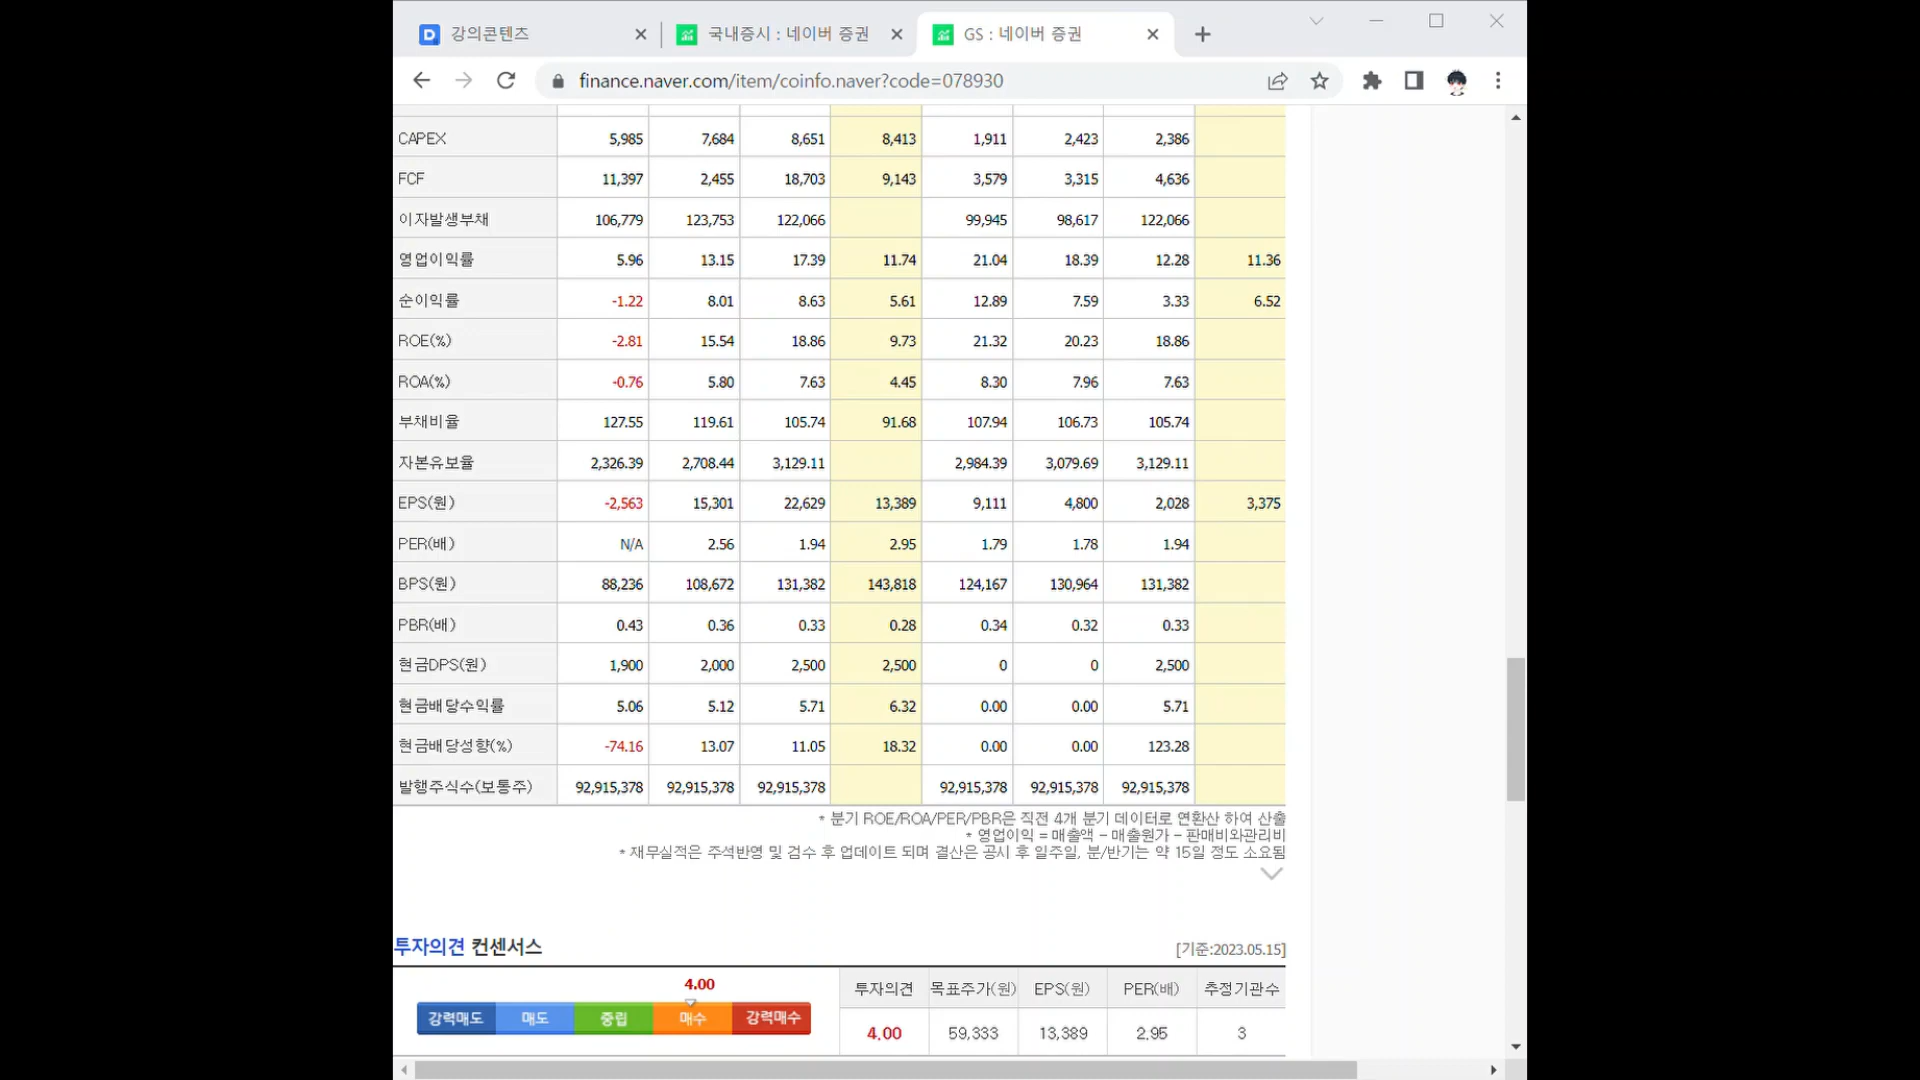 강의콘텐츠
국내증시 : 네이버 증권
GS : 네이버 증권
finance.naver.com/item/coinfo.naver?code=078930
CAPEX 5,985 7,684 8,651 8,413 1,911 2,423 2,386
FCF 11,397 2,455 18,703 9,143 3,579 3,315 4,636
이자발생부채 106,779 123,753 122,066 99,945 98,617 122,066
영업이익률 5.96 13.15 17.39 11.74 21.04 18.39 12.28 11.36
순이익률 -1.22 8.01 8.63 5.61 12.89 7.59 3.33 6.52
ROE(%) -2.81 15.54 18.86 9.73 21.32 20.23 18.86
ROA(%) -0.76 5.80 7.63 4.45 8.30 7.96 7.63
부채비율 127.55 119.61 105.74 91.68 107.94 106.73 105.74
자본유보율 2,326.39 2,708.44 3,129.11 2,984.39 3,079.69 3,129.11
EPS(원) -2,563 15,301 22,629 13,389 9,111 4,800 2,028 3,375
PER(배) N/A 2.56 1.94 2.95 1.79 1.78 1.94
BPS(원) 88,236 108,672 131,382 143,818 124,167 130,964 131,382
PBR(배) 0.43 0.36 0.33 0.28 0.34 0.32 0.33
현금DPS(원) 1,900 2,000 2,500 2,500 0 0 2,500
현금배당수익률 5.06 5.12 5.71 6.32 0.00 0.00 5.71
현금배당성향(%) -74.16 13.07 11.05 18.32 0.00 0.00 123.28
발행주식수(보통주) 92,915,378 92,915,378 92,915,378 92,915,378 92,915,378 92,915,378
* 분기 ROE/ROA/PER/PBR은 직전 4개 분기 데이터로 연환산 하여 산출
* 영업이익 = 매출액 - 매출원가 - 판매비와관리비
* 재무실적은 주석반영 및 검수 후 업데이트 되며 결산은 공시 후 일주일, 분/반기는 약 15일 정도 소요됨
투자의견 컨센서스 [기준:2023.05.15]
4.00
강력매도 매도 중립 매수 강력매수
투자의견 목표주가(원) EPS(원) PER(배) 추정기관수
4.00 59,333 13,389 2.95 3